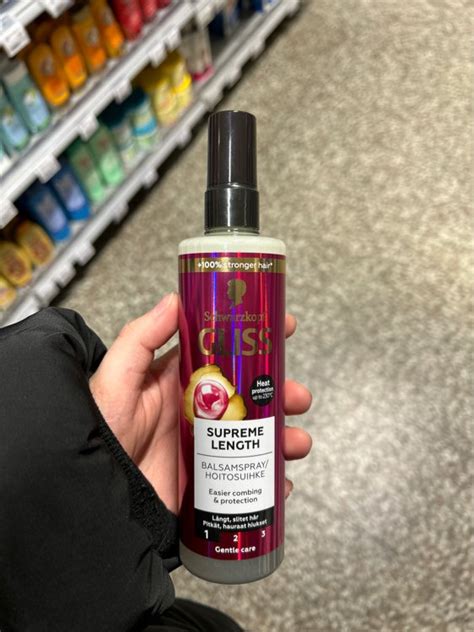 +100% stronger hair*
Schwarzkopf
GLISS
Heat
protection
up to 230°C
SUPREME
LENGTH
BALSAMSPRAY/
HOITOSUIHKE
Easier combing
& protection
Långt, slitet hår
Pitkät, hauraat hiukset
1 2 3
Gentle care